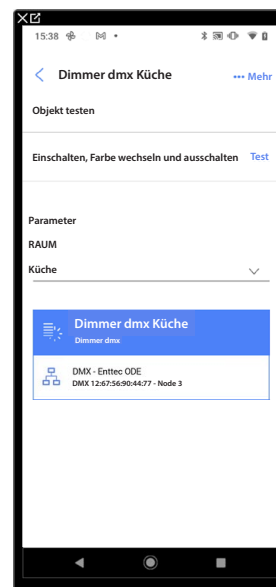 15:38
Dimmer dmx Küche
••• Mehr
Objekt testen
Einschalten, Farbe wechseln und ausschalten Test
Parameter
RAUM
Küche
Dimmer dmx Küche
Dimmer dmx
DMX - Enttec ODE
DMX 12:67:56:90:44:77 - Node 3